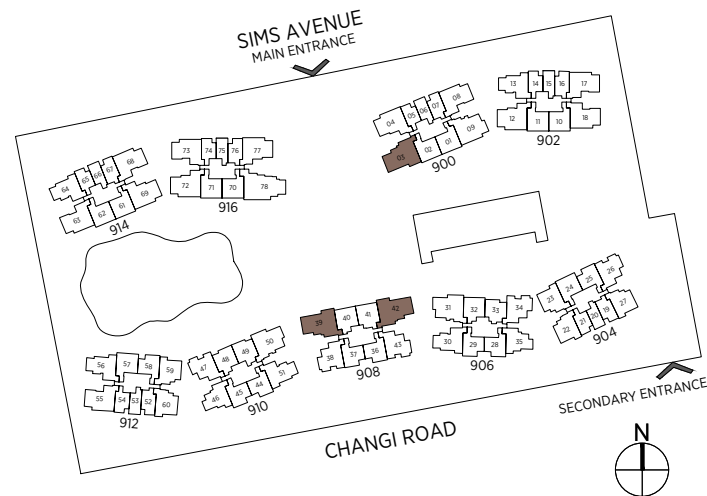 SIMS AVENUE
MAIN ENTRANCE
04 05 06 07 08
03 02 01 09
900
13 14 15 16 17
12 11 10 18
902
64 65 66 67 68
63 62 61 69
914
73 74 75 76 77
72 71 70 78
916
23 24 25 26
22 21 20 19 27
904
31 32 33 34
30 29 28 35
906
39 40 41 42
38 37 36 43
908
47 48 49 50
46 45 44 51
910
56 57 58 59
55 54 53 52 60
912
SECONDARY ENTRANCE
CHANGI ROAD
N